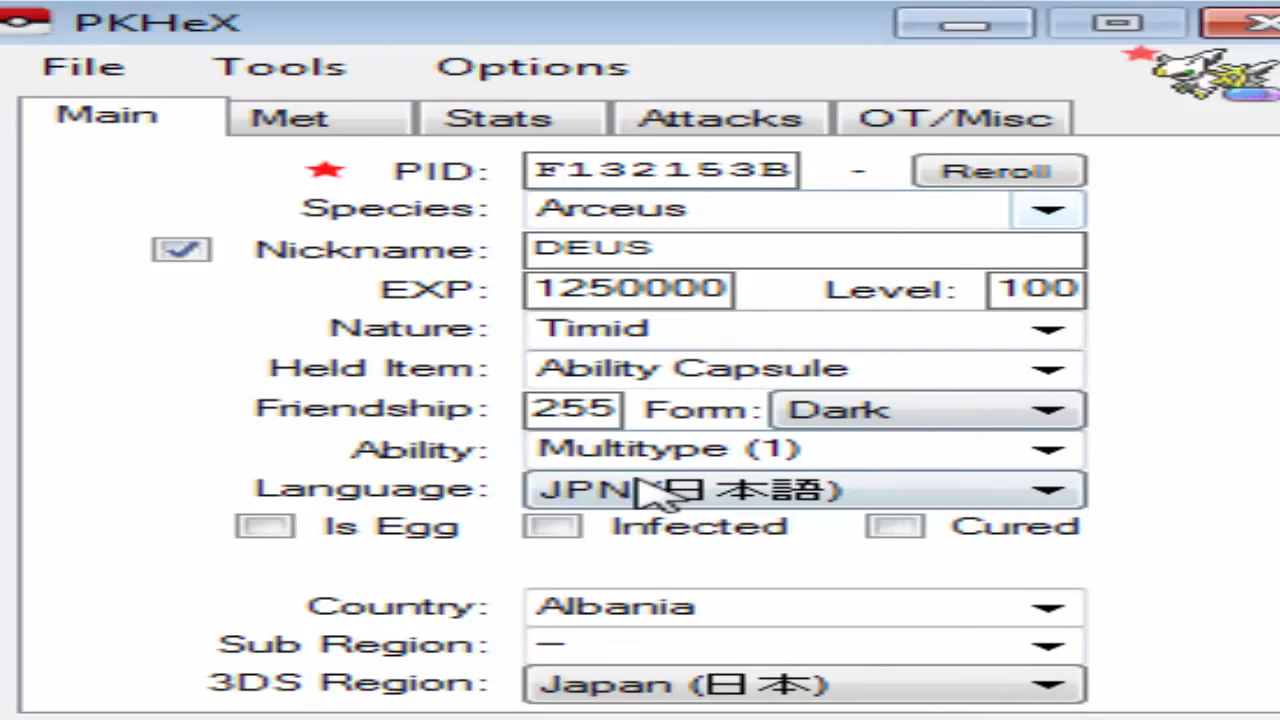 PKHeX
File Tools Options
Main Met Stats Attacks OT/Misc
PID: F132153B - Reroll
Species: Arceus
Nickname: DEUS
EXP: 1250000 Level: 100
Nature: Timid
Held Item: Ability Capsule
Friendship: 255 Form: Dark
Ability: Multitype (1)
Language: JPN (日本語)
Is Egg Infected Cured
Country: Albania
Sub Region: —
3DS Region: Japan (日本)